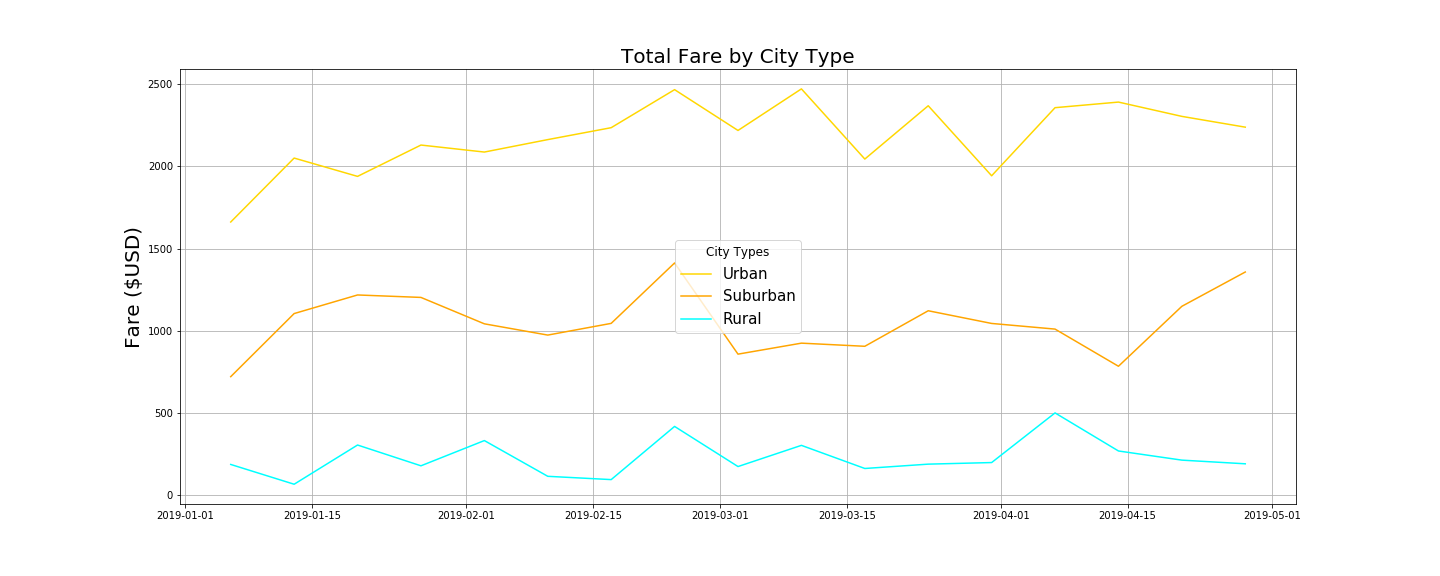 Total Fare by City Type
Fare ($USD)
2500
2000
1500
1000
500
0
City Types
Urban
Suburban
Rural
2019-01-01
2019-01-15
2019-02-01
2019-02-15
2019-03-01
2019-03-15
2019-04-01
2019-04-15
2019-05-01